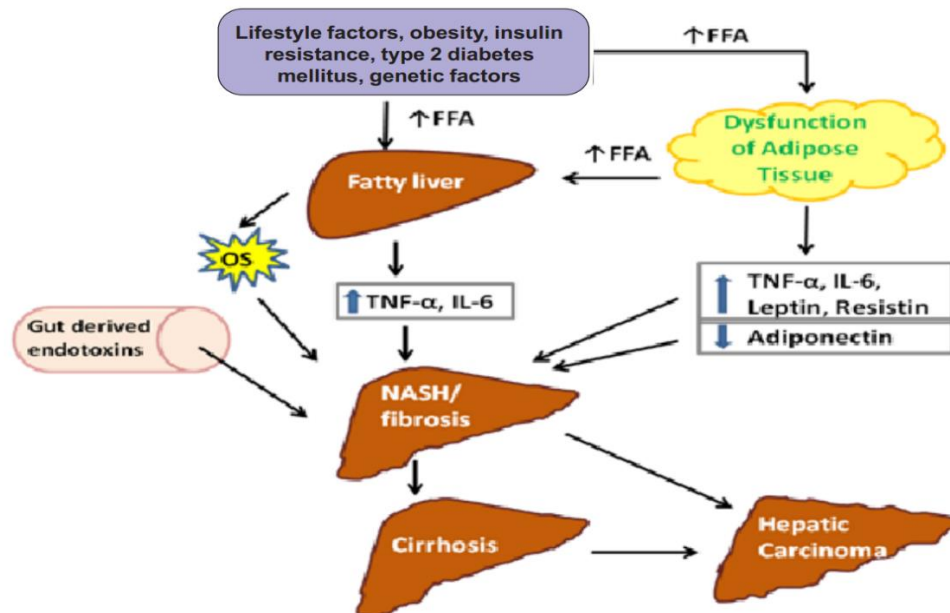 Lifestyle factors, obesity, insulin
resistance, type 2 diabetes
mellitus, genetic factors
↑FFA
↑FFA
Dysfunction
of Adipose
Tissue
↑FFA
Fatty liver
OS
TNF-α, IL-6
TNF-α, IL-6,
Leptin, Resistin
Adiponectin
Gut derived
endotoxins
NASH/
fibrosis
Cirrhosis
Hepatic
Carcinoma